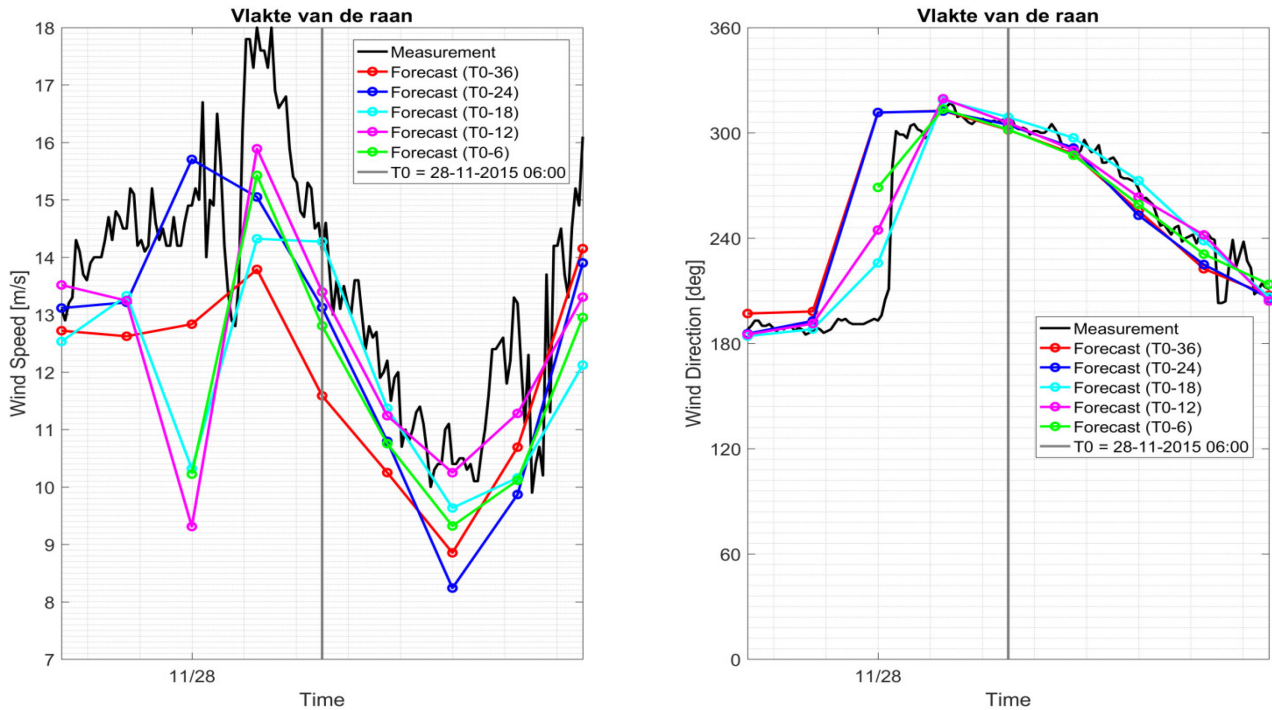 Vlakte van de raan
18
17
16
15
14
13
12
11
10
9
8
7
Wind Speed [m/s]
11/28
Time
Measurement
Forecast (T0-36)
Forecast (T0-24)
Forecast (T0-18)
Forecast (T0-12)
Forecast (T0-6)
T0 = 28-11-2015 06:00
Vlakte van de raan
360
300
240
180
120
60
0
Wind Direction [deg]
11/28
Time
Measurement
Forecast (T0-36)
Forecast (T0-24)
Forecast (T0-18)
Forecast (T0-12)
Forecast (T0-6)
T0 = 28-11-2015 06:00